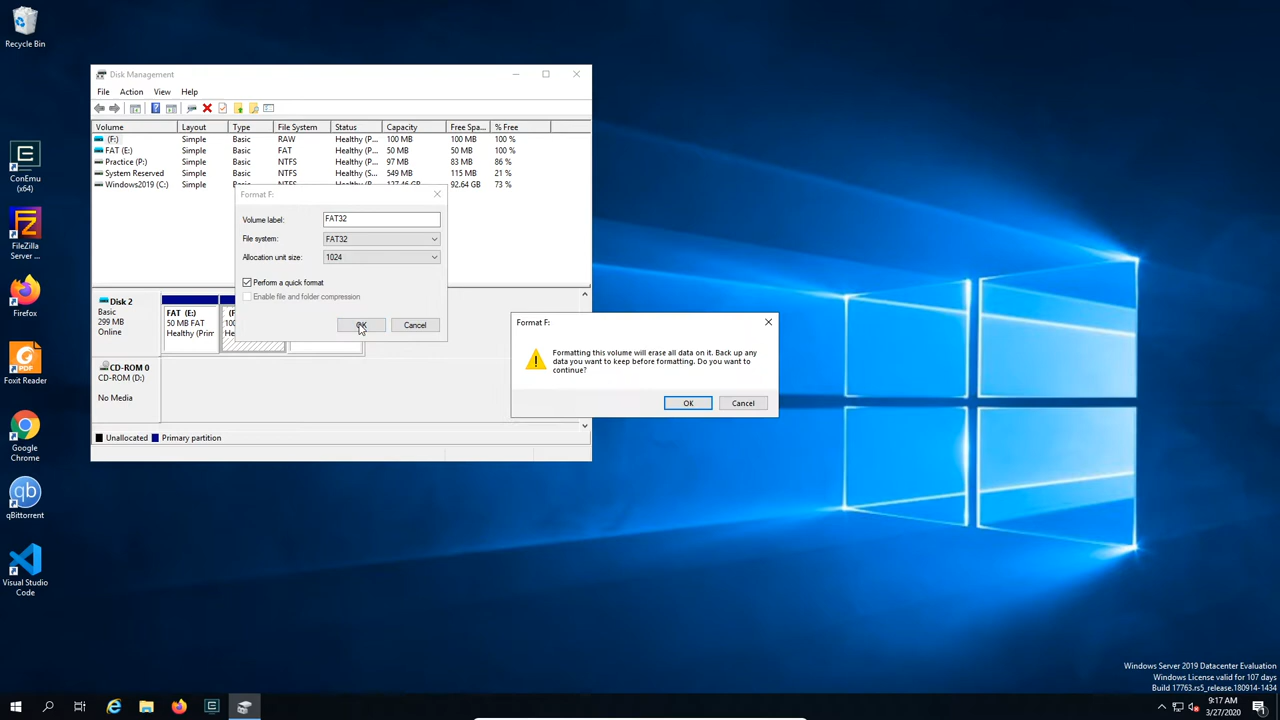 Recycle Bin
ConEmu
(x64)
FileZilla
Server ...
Firefox
Foxit Reader
Google
Chrome
qBittorrent
Visual Studio
Code
Disk Management
File Action View Help
Volume Layout Type File System Status Capacity Free Spa... % Free
(F:) Simple Basic RAW Healthy (P... 100 MB 100 MB 100 %
FAT (E:) Simple Basic FAT Healthy (P... 50 MB 50 MB 100 %
Practice (P:) Simple Basic NTFS Healthy (P... 97 MB 83 MB 86 %
System Reserved Simple Basic NTFS Healthy (S... 549 MB 115 MB 21 %
Windows2019 (C:) Simple 92.64 GB 73 %
Format F:
Volume label: FAT32
File system: FAT32
Allocation unit size: 1024
Perform a quick format
Enable file and folder compression
OK Cancel
Disk 2
Basic
299 MB
Online
FAT (E:)
50 MB FAT
Healthy (Prim
CD-ROM 0
CD-ROM (D:)
No Media
Unallocated Primary partition
Format F:
Formatting this volume will erase all data on it. Back up any
data you want to keep before formatting. Do you want to
continue?
OK Cancel
Windows Server 2019 Datacenter Evaluation
Windows License valid for 107 days
Build 17763.rs5_release.180914-1434
9:17 AM
3/27/2020